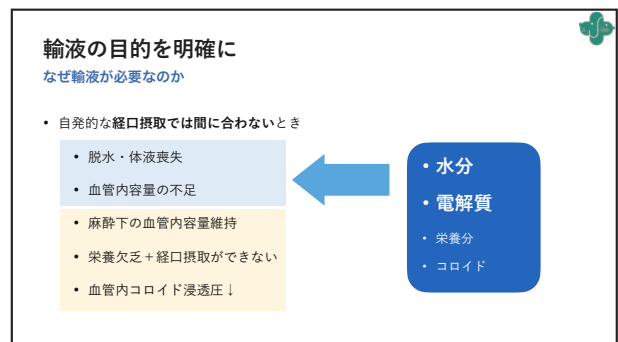 輸液の目的を明確に
なぜ輸液が必要なのか
• 自発的な経口摂取では間に合わないとき
• 脱水・体液喪失
• 血管内容量の不足
• 麻酔下の血管内容量維持
• 栄養欠乏＋経口摂取ができない
• 血管内コロイド浸透圧↓
• 水分
• 電解質
• 栄養分
• コロイド